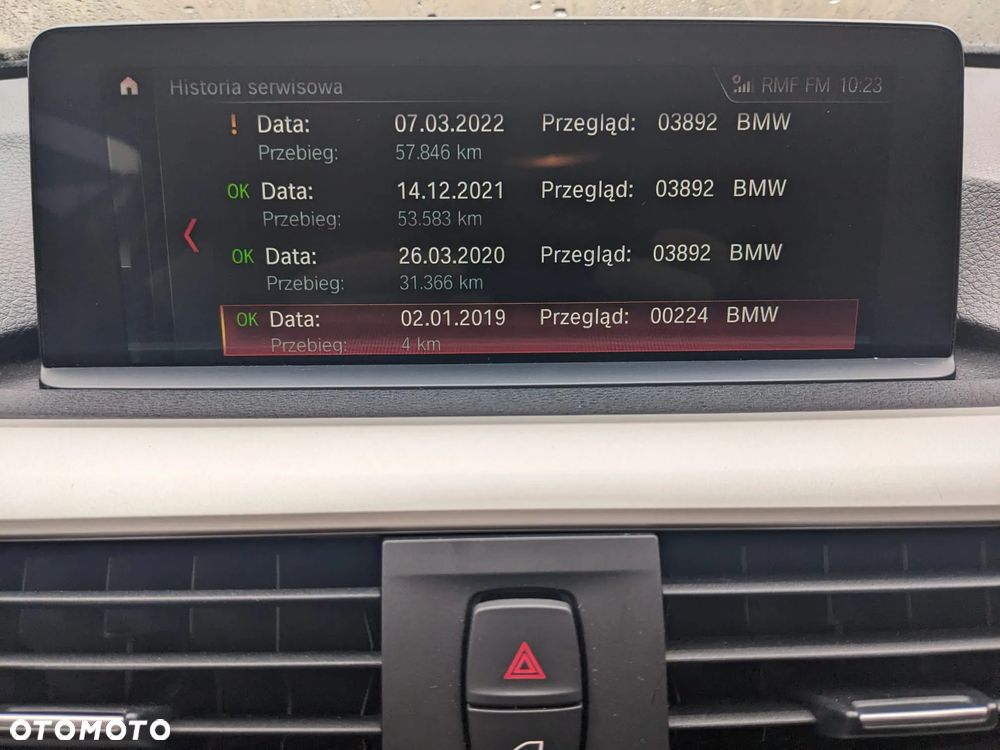 Historia serwisowa RMF FM 10:23
! Data: 07.03.2022 Przegląd: 03892 BMW
Przebieg: 57.846 km
OK Data: 14.12.2021 Przegląd: 03892 BMW
Przebieg: 53.583 km
OK Data: 26.03.2020 Przegląd: 03892 BMW
Przebieg: 31.366 km
OK Data: 02.01.2019 Przegląd: 00224 BMW
Przebieg: 4 km
OTOMOTO